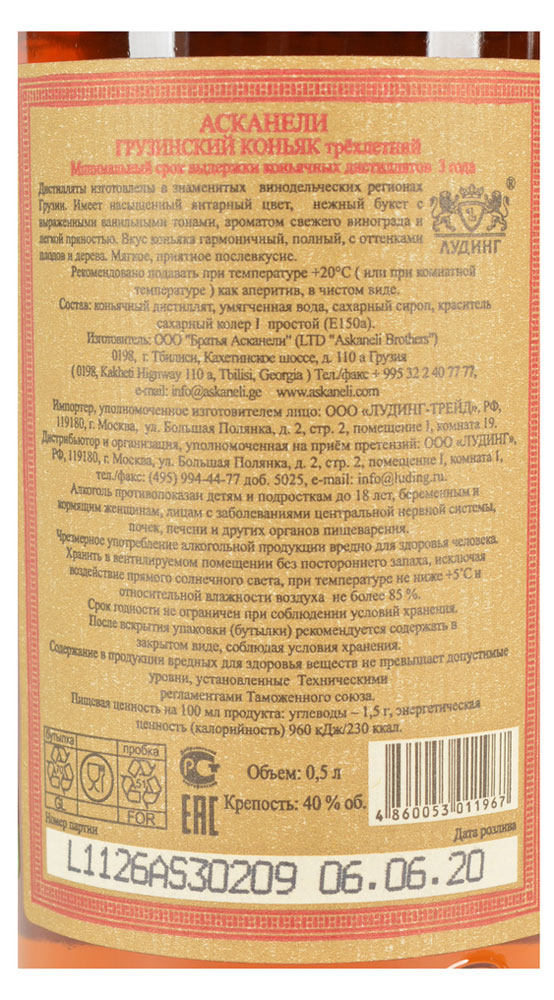 АСКАНЕЛИ
ГРУЗИНСКИЙ КОНЬЯК трёхлетний
Минимальный срок выдержки коньячных дистиллятов 3 года
Дистилляты изготовлены в знаменитых винодельческих регионах
Грузии. Имеет насыщенный янтарный цвет, нежный букет с
выраженными ванильными тонами, ароматом свежего винограда и
легкой пряностью. Вкус коньяка гармоничный, полный, с оттенками
плодов и дерева. Мягкое, приятное послевкусие.
®
ЛУДИНГ
Рекомендовано подавать при температуре +20°С ( или при комнатной
температуре ) как аперитив, в чистом виде.
Состав: коньячный дистиллят, умягченная вода, сахарный сироп, краситель
сахарный колер I простой (Е150а).
Изготовитель: ООО "Братья Асканели" (LTD "Askaneli Brothers")
0198, г. Тбилиси, Кахетинское шоссе, д. 110 а Грузия
( 0198, Kakheti Highway 110 a, Tbilisi, Georgia ) Тел./факс + 995 32 2 40 77 77,
e-mail: info@askaneli.ge www.askaneli.com
Импортер, уполномоченное изготовителем лицо: ООО «ЛУДИНГ-ТРЕЙД», РФ,
119180, г. Москва, ул. Большая Полянка, д. 2, стр. 2, помещение 1, комната 19.
Дистрибьютор и организация, уполномоченная на приём претензий: ООО «ЛУДИНГ»,
РФ, 119180, г. Москва, ул. Большая Полянка, д. 2, стр. 2, помещение I, комната 1,
тел./факс: (495) 994-44-77 доб. 5025, e-mail: info@luding.ru.
Алкоголь противопоказан детям и подросткам до 18 лет, беременным и
кормящим женщинам, лицам с заболеваниями центральной нервной системы,
почек, печени и других органов пищеварения.
Чрезмерное употребление алкогольной продукции вредно для здоровья человека.
Хранить в вентилируемом помещении без постороннего запаха, исключая
воздействие прямого солнечного света, при температуре не ниже +5°С и
относительной влажности воздуха не более 85 %.
Срок годности не ограничен при соблюдении условий хранения.
После вскрытия упаковки (бутылки) рекомендуется содержать в
закрытом виде, соблюдая условия хранения.
Содержание в продукции вредных для здоровья веществ не превышает допустимые
уровни, установленные Техническими
регламентами Таможенного союза.
Пищевая ценность на 100 мл продукта: углеводы – 1,5 г, энергетическая
ценность (калорийность) 960 кДж/230 ккал.
бутылка пробка
70 51
GL FOR
РС
ЕАС
Объем: 0,5 л
Крепость: 40 % об.
4 860053 011967
Номер партии Дата розлива
L1126AS30209 06.06.20